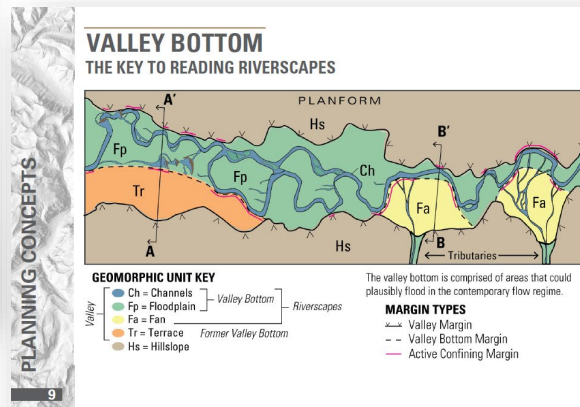 VALLEY BOTTOM
THE KEY TO READING RIVERSCAPES
PLANNING CONCEPTS
9
PLANFORM
A'
Hs
B'
Fp
Fp
Ch
Tr
Fa
Fa
A
Hs
B
Tributaries
GEOMORPHIC UNIT KEY
Valley
Ch = Channels
Fp = Floodplain
Valley Bottom
Riverscapes
Fa = Fan
Tr = Terrace
Former Valley Bottom
Hs = Hillslope
The valley bottom is comprised of areas that could
plausibly flood in the contemporary flow regime.
MARGIN TYPES
Valley Margin
Valley Bottom Margin
Active Confining Margin